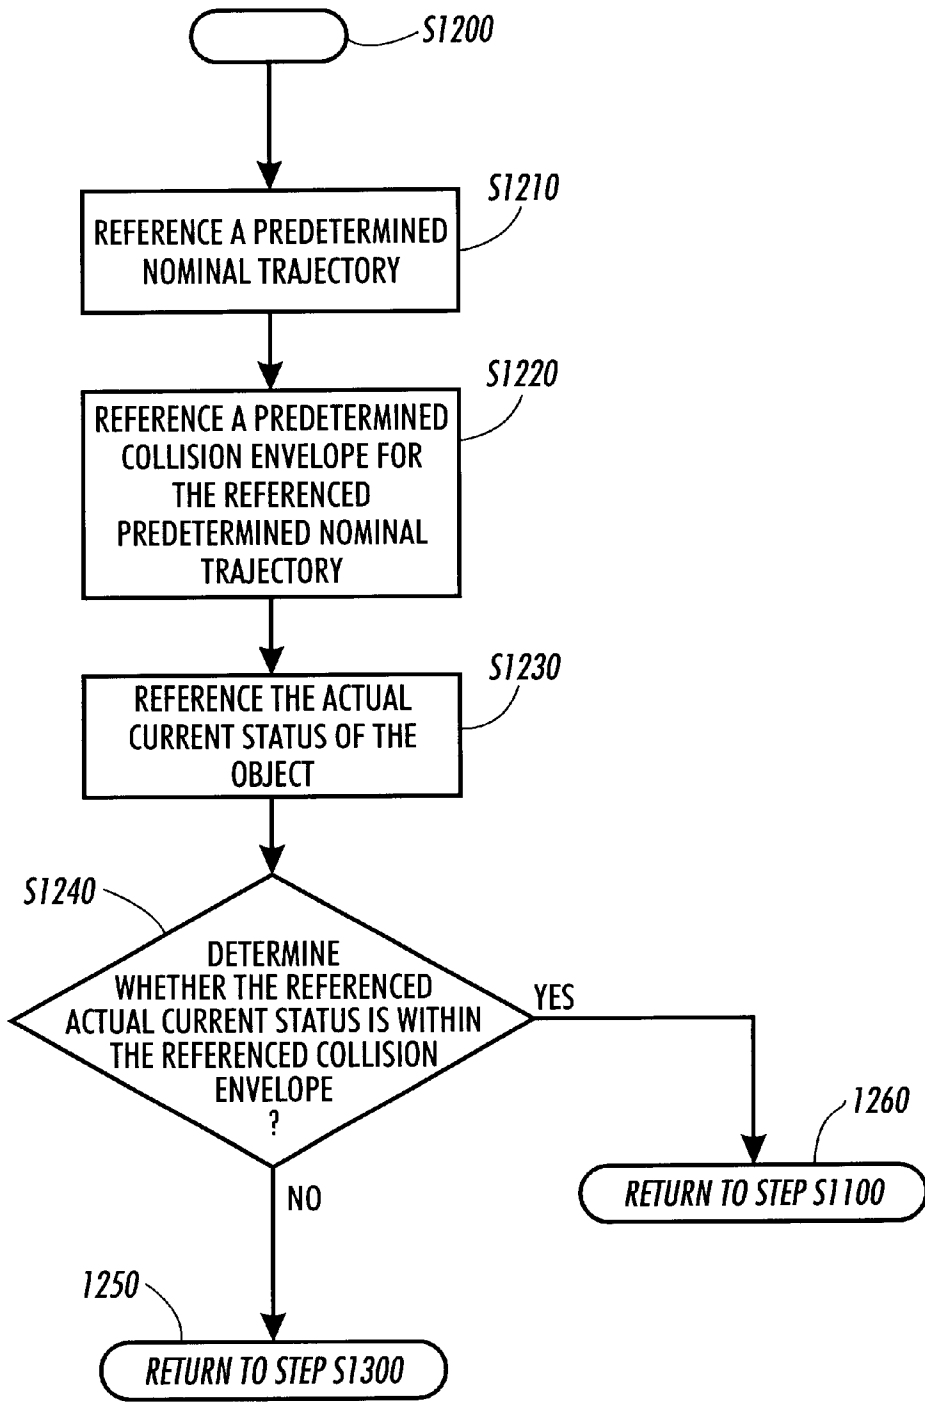 S1200
S1210
REFERENCE A PREDETERMINED
NOMINAL TRAJECTORY
S1220
REFERENCE A PREDETERMINED
COLLISION ENVELOPE FOR
THE REFERENCED
PREDETERMINED NOMINAL
TRAJECTORY
S1230
REFERENCE THE ACTUAL
CURRENT STATUS OF THE
OBJECT
S1240
DETERMINE
WHETHER THE REFERENCED
ACTUAL CURRENT STATUS IS WITHIN
THE REFERENCED COLLISION
ENVELOPE
?
YES
1260
RETURN TO STEP S1100
NO
1250
RETURN TO STEP S1300